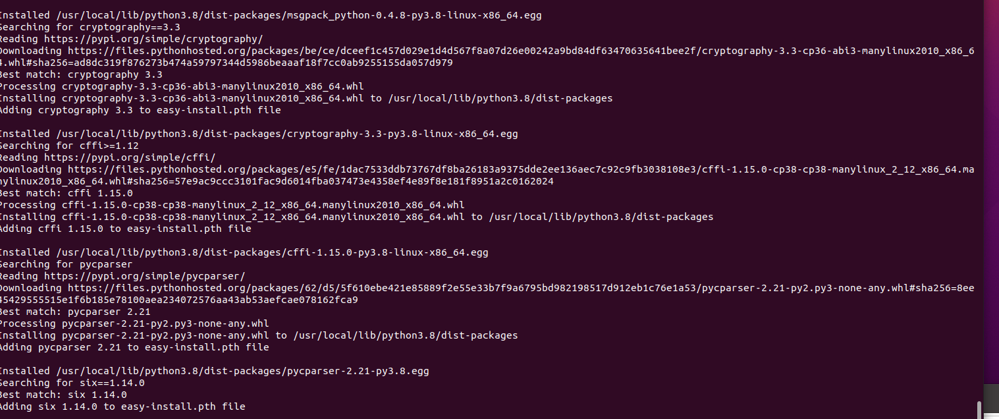 Installed /usr/local/lib/python3.8/dist-packages/msgpack_python-0.4.8-py3.8-linux-x86_64.egg
Searching for cryptography==3.3
Reading https://pypi.org/simple/cryptography/
Downloading https://files.pythonhosted.org/packages/be/ce/dceef1c457d029e1d4d567f8a07d26e00242a9bd84df63470635641bee2f/cryptography-3.3-cp36-abi3-manylinux2010_x86_6
4.whl#sha256=ad8dc319f876273b474a59797344d5986beaaaf18f7cc0ab9255155da057d979
Best match: cryptography 3.3
Processing cryptography-3.3-cp36-abi3-manylinux2010_x86_64.whl
Installing cryptography-3.3-cp36-abi3-manylinux2010_x86_64.whl to /usr/local/lib/python3.8/dist-packages
Adding cryptography 3.3 to easy-install.pth file
Installed /usr/local/lib/python3.8/dist-packages/cryptography-3.3-py3.8-linux-x86_64.egg
Searching for cffi>=1.12
Reading https://pypi.org/simple/cffi/
Downloading https://files.pythonhosted.org/packages/e5/fe/1dac7533ddb73767df8ba26183a9375dde2ee136aec7c92c9fb3038108e3/cffi-1.15.0-cp38-cp38-manylinux_2_12_x86_64.ma
nylinux2010_x86_64.whl#sha256=57e9ac9ccc3101fac9d6014fba037473e4358ef4e89f8e181f8951a2c0162024
Best match: cffi 1.15.0
Processing cffi-1.15.0-cp38-cp38-manylinux_2_12_x86_64.manylinux2010_x86_64.whl
Installing cffi-1.15.0-cp38-cp38-manylinux_2_12_x86_64.manylinux2010_x86_64.whl to /usr/local/lib/python3.8/dist-packages
Adding cffi 1.15.0 to easy-install.pth file
Installed /usr/local/lib/python3.8/dist-packages/cffi-1.15.0-py3.8-linux-x86_64.egg
Searching for pycparser
Reading https://pypi.org/simple/pycparser/
Downloading https://files.pythonhosted.org/packages/62/d5/5f610ebe421e85889f2e55e33b7f9a6795bd982198517d912eb1c76e1a53/pycparser-2.21-py2.py3-none-any.whl#sha256=8ee
45429555515e1f6b185e78100aea234072576aa43ab53aefcae078162fca9
Best match: pycparser 2.21
Processing pycparser-2.21-py2.py3-none-any.whl
Installing pycparser-2.21-py2.py3-none-any.whl to /usr/local/lib/python3.8/dist-packages
Adding pycparser 2.21 to easy-install.pth file
Installed /usr/local/lib/python3.8/dist-packages/pycparser-2.21-py3.8.egg
Searching for six==1.14.0
Best match: six 1.14.0
Adding six 1.14.0 to easy-install.pth file